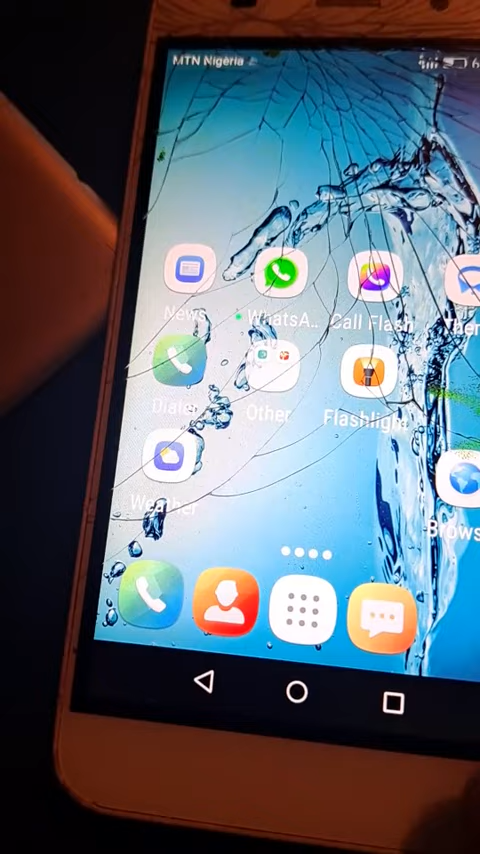 MTN Nigeria
News
WhatsA..
Call Flash
Dialer
Other
Flashlight
Weather